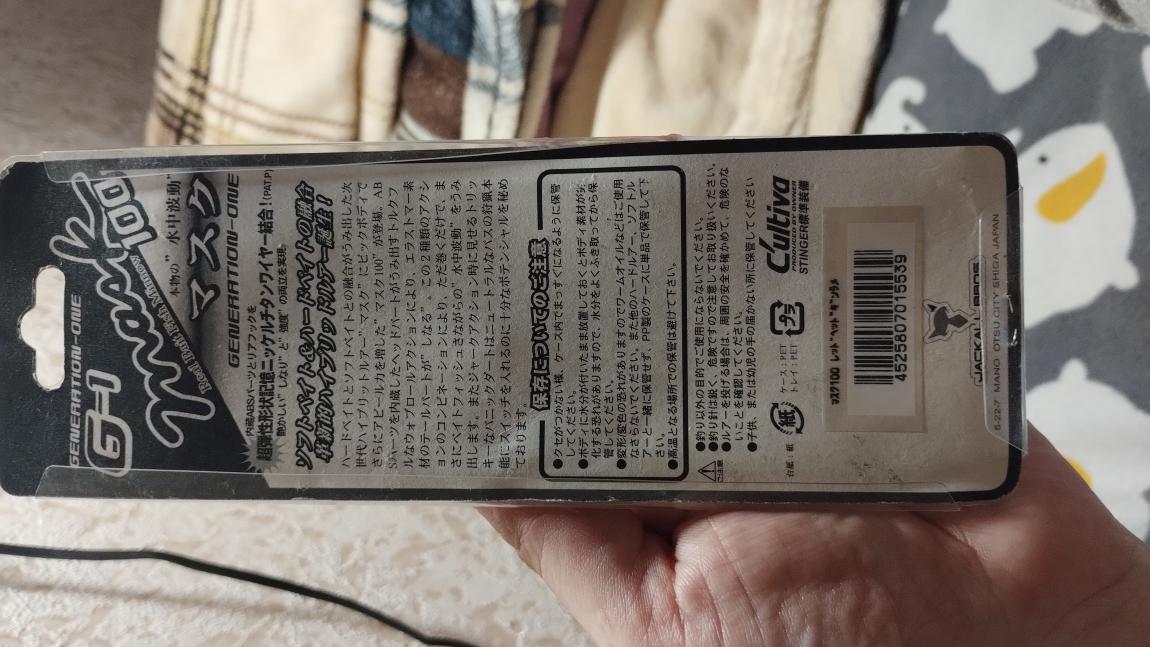 GENERATION-ONE
G-1
mask100
Real Bait Fish Minnow
本物の"水中波動"
マスク
GENERATION-ONE
内蔵ABSパーツとリアフックを
超弾性形状記憶ニッケルチタンワイヤー結合!(PAT.P)
艶かしい"しなり"と"強度"の両立を実現。
ソフトベイト&ハードベイトの融合
革新的ハイブリッドルアー誕生!
ハードベイトとソフトベイトとの融合がうみ出した次
世代ハイブリットルアー"マスク"にビックボディで
さらにアピール力を増した"マスク100"が登場。AB
Sパーツを内蔵したヘッドハートがうみ出すトルクフ
ルなウォブロールアクションにより、エラストマー素
材のテールパートが"しなる"。この2種類のアクシ
ョンのコンビネーションにより、ただ巻くだけで、ま
さにベイトフィッシュさながらの"水中波動"をうみ
出します。またジャークアクション時に見せるトリッ
キーなパニックダートはニュートラルなバスの狩猟本
能にスイッチを入れるのに十分なポテンシャルを秘め
ております。
保存についてのご注意
●クセがつかない様、ケース内でまっすぐになるように保管
してください。
●ボディに水分が付いたまま放置しておくとボディ素材が劣
化する恐れがありますので、水分をよくふき取ってから保
管してください。
●変形/変色の恐れがありますのでワームオイルなどはご使用
なさらないでください。また他のハードルアー、ソフトル
アーと一緒に保管せず、PP製のケースに単品で保管して下
さい。
●高温となる場所での保管は避けて下さい。
ご注意
●釣り以外の目的でご使用にならないでください。
●釣り針は鋭く、危険ですので注意してお取り扱いください。
●ルアーを投げる場合は、周囲の安全を確かめて、危険のな
いことを確認してください。
●子供、または幼児の手の届かない所に保管してください
Cultiva
PRODUCED BY OWNER
STINGER標準装備
台紙:紙
紙
ケース:PET
トレイ:PET
プラ
マスク100 レッドヘッドキンラメ
4525807015539
JACKALL BROS.
5-22-7 MANO OTSU CITY SHIGA JAPAN